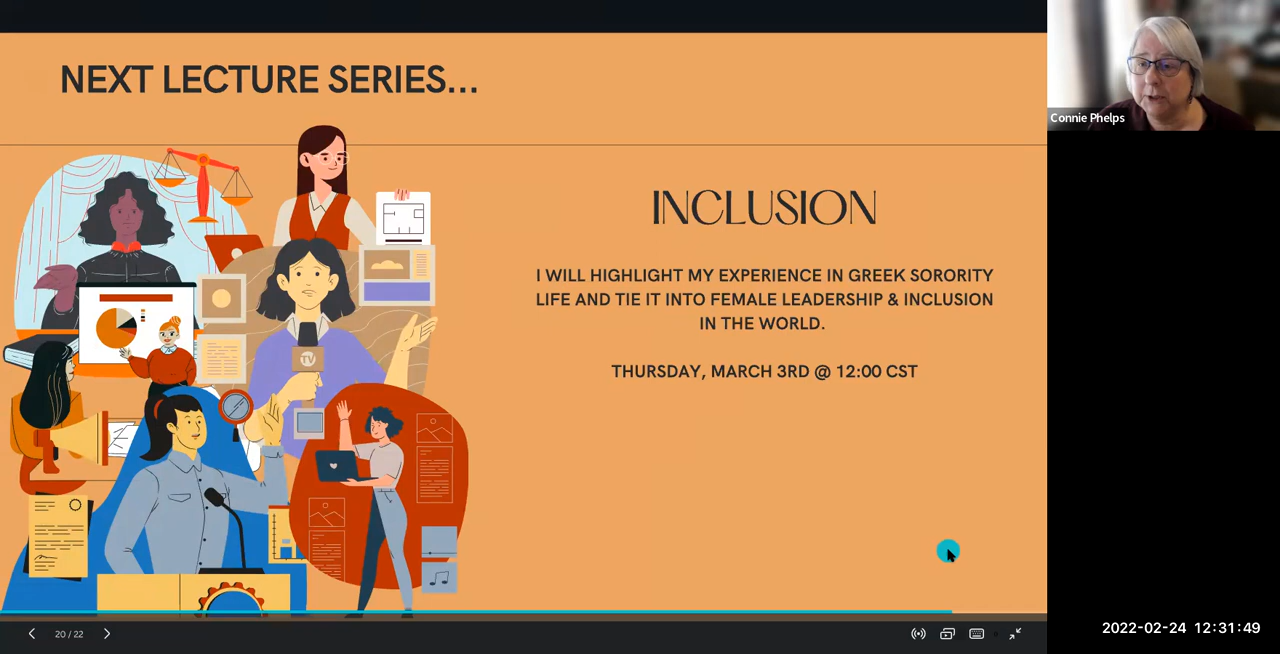 NEXT LECTURE SERIES...
Connie Phelps
INCLUSION
I WILL HIGHLIGHT MY EXPERIENCE IN GREEK SORORITY
LIFE AND TIE IT INTO FEMALE LEADERSHIP & INCLUSION
IN THE WORLD.
THURSDAY, MARCH 3RD @ 12:00 CST
TV
20 / 22
2022-02-24 12:31:49